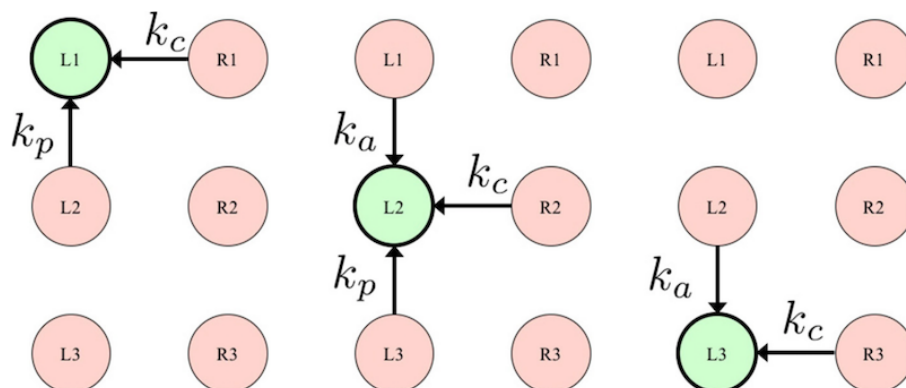 L1 k_c R1 L1 R1 L1 R1
k_p k_a
L2 R2 L2 k_c R2 L2 R2
k_p k_a
L3 R3 L3 R3 L3 k_c R3